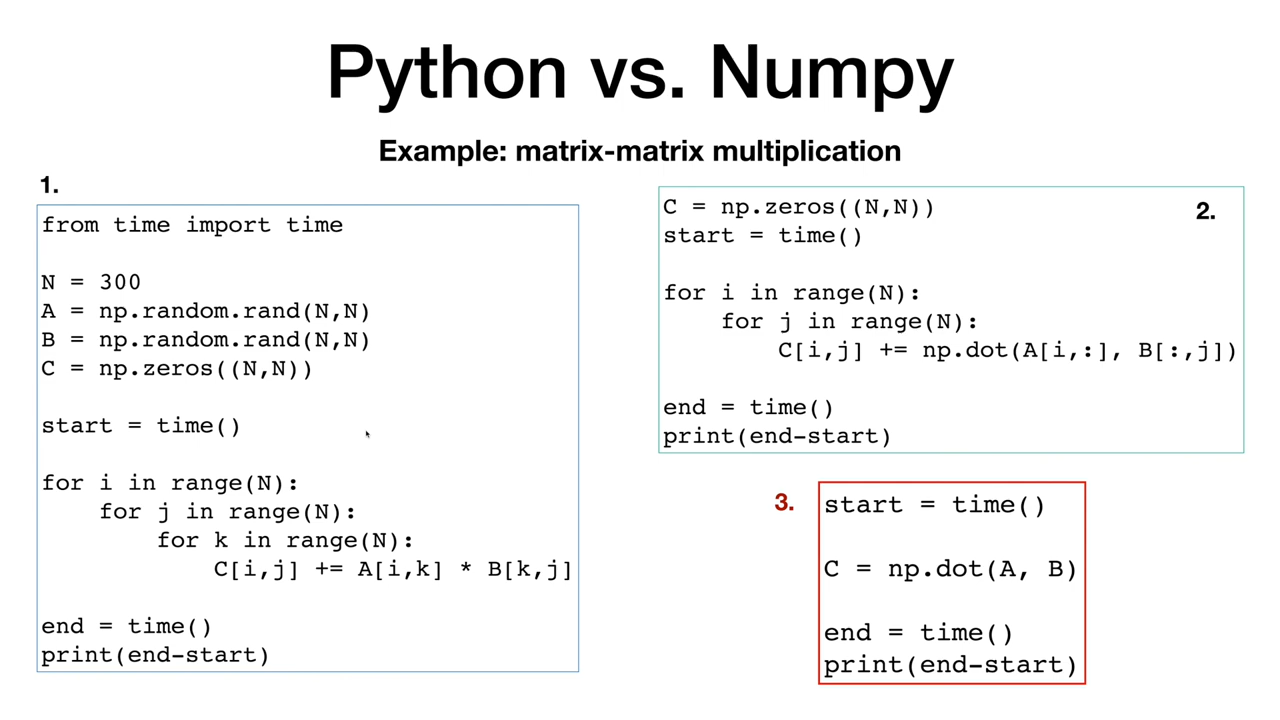 Python vs. Numpy
Example: matrix-matrix multiplication
1.
from time import time
N = 300
A = np.random.rand(N,N)
B = np.random.rand(N,N)
C = np.zeros((N,N))
start = time()
for i in range(N):
    for j in range(N):
        for k in range(N):
            C[i,j] += A[i,k] * B[k,j]
end = time()
print(end-start)
2.
C = np.zeros((N,N))
start = time()
for i in range(N):
    for j in range(N):
        C[i,j] += np.dot(A[i,:], B[:,j])
end = time()
print(end-start)
3.
start = time()
C = np.dot(A, B)
end = time()
print(end-start)